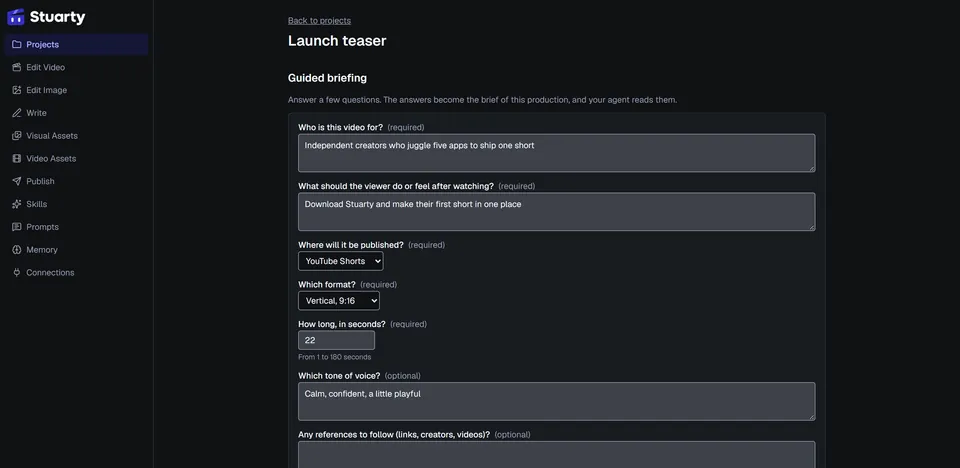 Stuarty
Projects
Edit Video
Edit Image
Write
Visual Assets
Video Assets
Publish
Skills
Prompts
Memory
Connections
Back to projects
Launch teaser
Guided briefing
Answer a few questions. The answers become the brief of this production, and your agent reads them.
Who is this video for? (required)
Independent creators who juggle five apps to ship one short
What should the viewer do or feel after watching? (required)
Download Stuarty and make their first short in one place
Where will it be published? (required)
YouTube Shorts
Which format? (required)
Vertical, 9:16
How long, in seconds? (required)
22
From 1 to 180 seconds
Which tone of voice? (optional)
Calm, confident, a little playful
Any references to follow (links, creators, videos)? (optional)